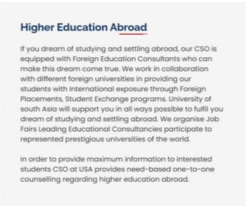 Higher Education Abroad
If you dream of studying and settling abroad, our CSO is
equipped with Foreign Education Consultants who can
make this dream come true. We work in collaboration
with different foreign universities in providing our
students with International exposure through Foreign
Placements, Student Exchange programs. University of
south Asia will support you in all ways possible to fulfil you
dream of studying and settling abroad. We organise Job
Fairs Leading Educational Consultancies participate to
represented prestigious universities of the world.
In order to provide maximum information to interested
students CSO at USA provides need-based one-to-one
counselling regarding higher education abroad.